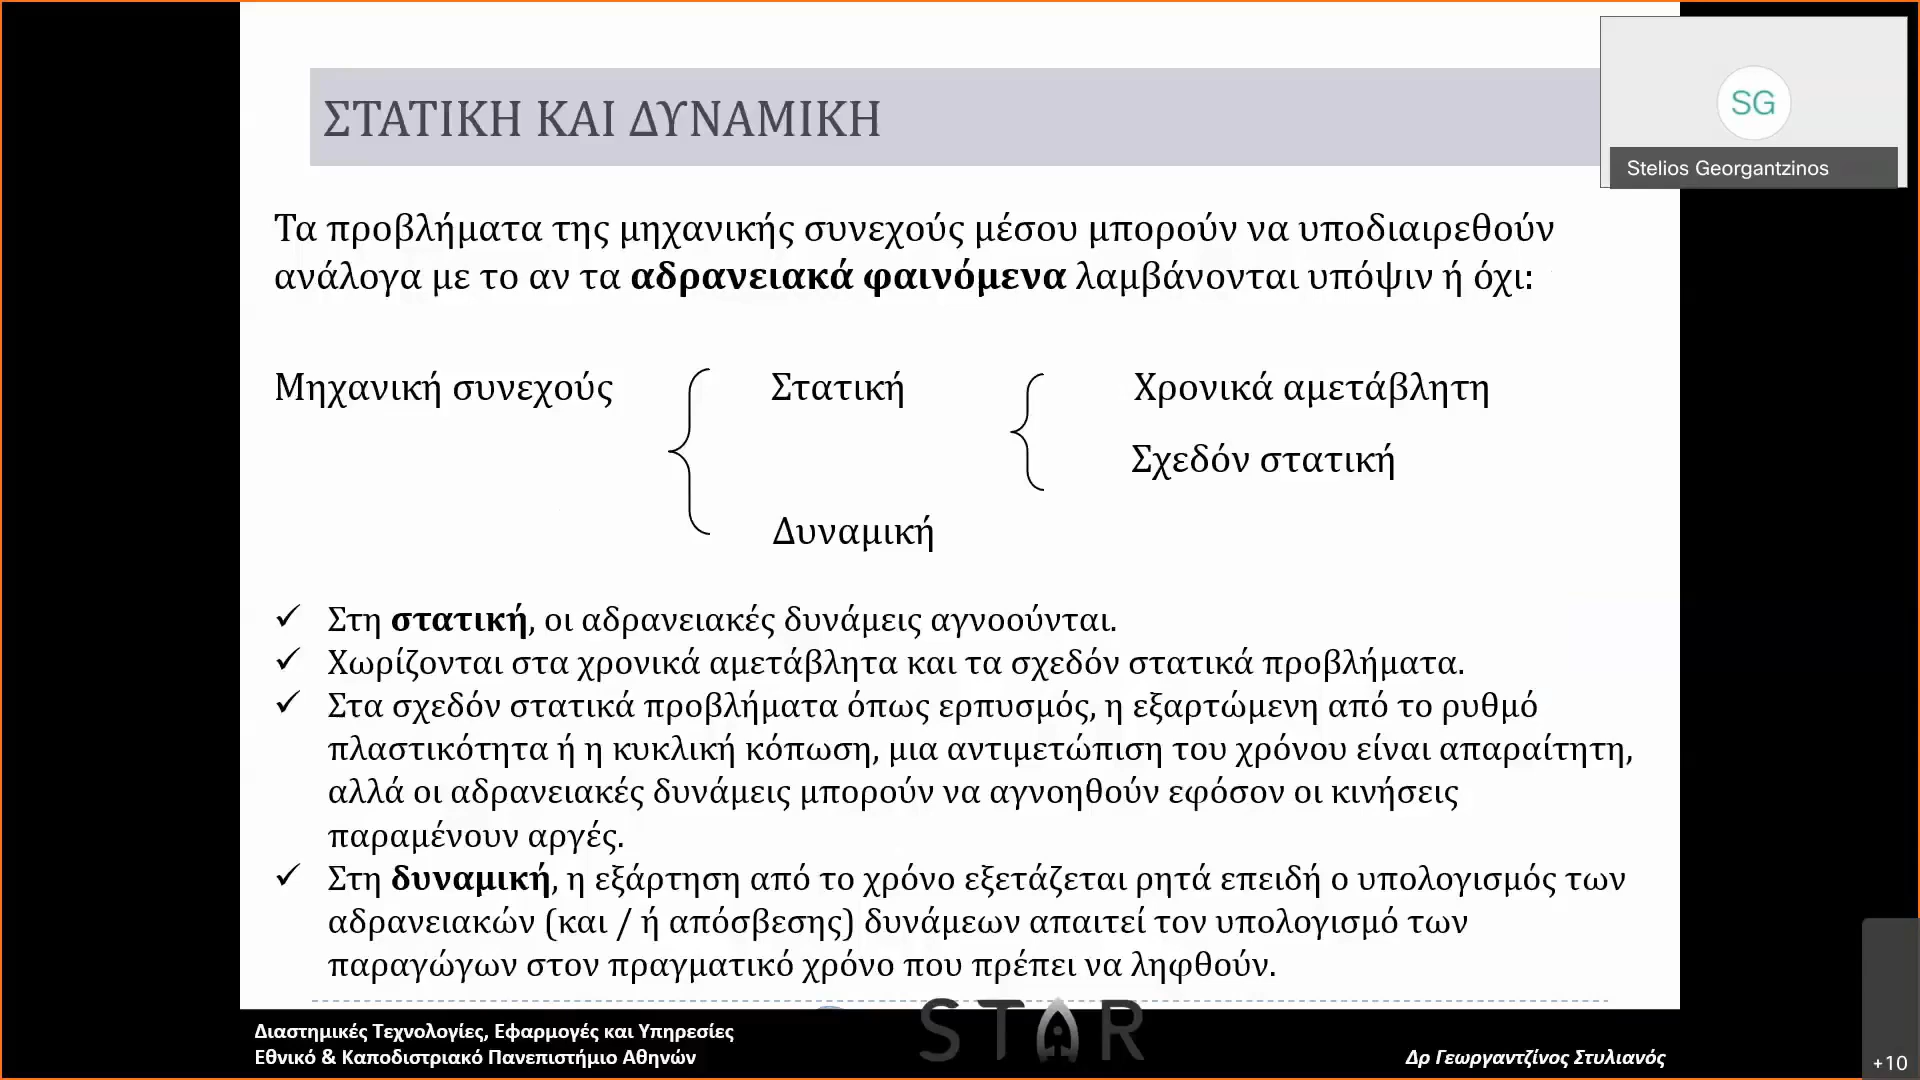 ΣΤΑΤΙΚΗ ΚΑΙ ΔΥΝΑΜΙΚΗ
SG
Stelios Georgantzinos
Τα προβλήματα της μηχανικής συνεχούς μέσου μπορούν να υποδιαιρεθούν
ανάλογα με το αν τα αδρανειακά φαινόμενα λαμβάνονται υπόψιν ή όχι:
Μηχανική συνεχούς
Στατική
Χρονικά αμετάβλητη
Σχεδόν στατική
Δυναμική
✓ Στη στατική, οι αδρανειακές δυνάμεις αγνοούνται.
✓ Χωρίζονται στα χρονικά αμετάβλητα και τα σχεδόν στατικά προβλήματα.
✓ Στα σχεδόν στατικά προβλήματα όπως ερπυσμός, η εξαρτώμενη από το ρυθμό
πλαστικότητα ή η κυκλική κόπωση, μια αντιμετώπιση του χρόνου είναι απαραίτητη,
αλλά οι αδρανειακές δυνάμεις μπορούν να αγνοηθούν εφόσον οι κινήσεις
παραμένουν αργές.
✓ Στη δυναμική, η εξάρτηση από το χρόνο εξετάζεται ρητά επειδή ο υπολογισμός των
αδρανειακών (και / ή απόσβεσης) δυνάμεων απαιτεί τον υπολογισμό των
παραγώγων στον πραγματικό χρόνο που πρέπει να ληφθούν.
Διαστημικές Τεχνολογίες, Εφαρμογές και Υπηρεσίες
Εθνικό & Καποδιστριακό Πανεπιστήμιο Αθηνών
STAR
Δρ Γεωργαντζίνος Στυλιανός
+10